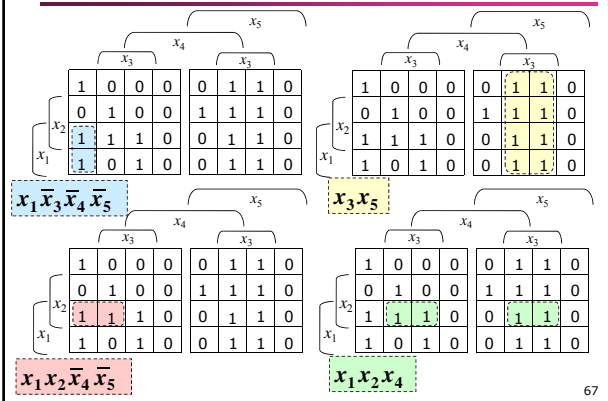 x5
x4
x3 x3
1 0 0 0 0 1 1 0
0 1 0 0 1 1 1 0
x2
1 1 1 0 0 1 1 0
x1
1 0 1 0 0 1 1 0
x₁x̅₃x̅₄x̅₅
x5
x4
x3 x3
1 0 0 0 0 1 1 0
0 1 0 0 1 1 1 0
x2
1 1 1 0 0 1 1 0
x1
1 0 1 0 0 1 1 0
x₃x₅
x5
x4
x3 x3
1 0 0 0 0 1 1 0
0 1 0 0 1 1 1 0
x2
1 1 1 0 0 1 1 0
x1
1 0 1 0 0 1 1 0
x₁x₂x̅₄x̅₅
x5
x4
x3 x3
1 0 0 0 0 1 1 0
0 1 0 0 1 1 1 0
x2
1 1 1 0 0 1 1 0
x1
1 0 1 0 0 1 1 0
x₁x₂x₄
67